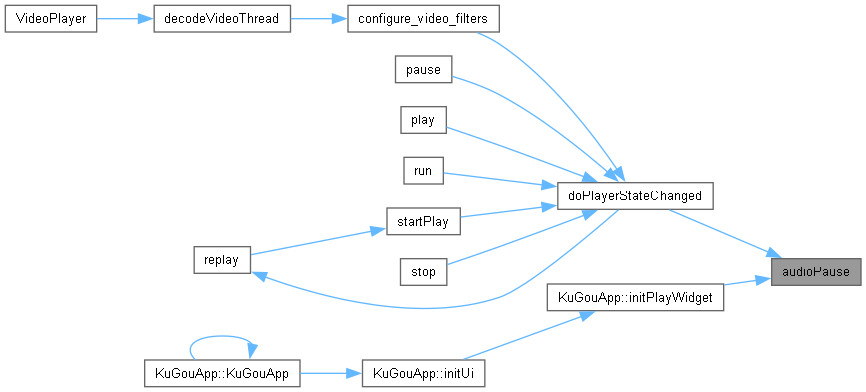 VideoPlayer
decodeVideoThread
configure_video_filters
pause
play
run
doPlayerStateChanged
startPlay
replay
stop
audioPause
KuGouApp::initPlayWidget
KuGouApp::KuGouApp
KuGouApp::initUi